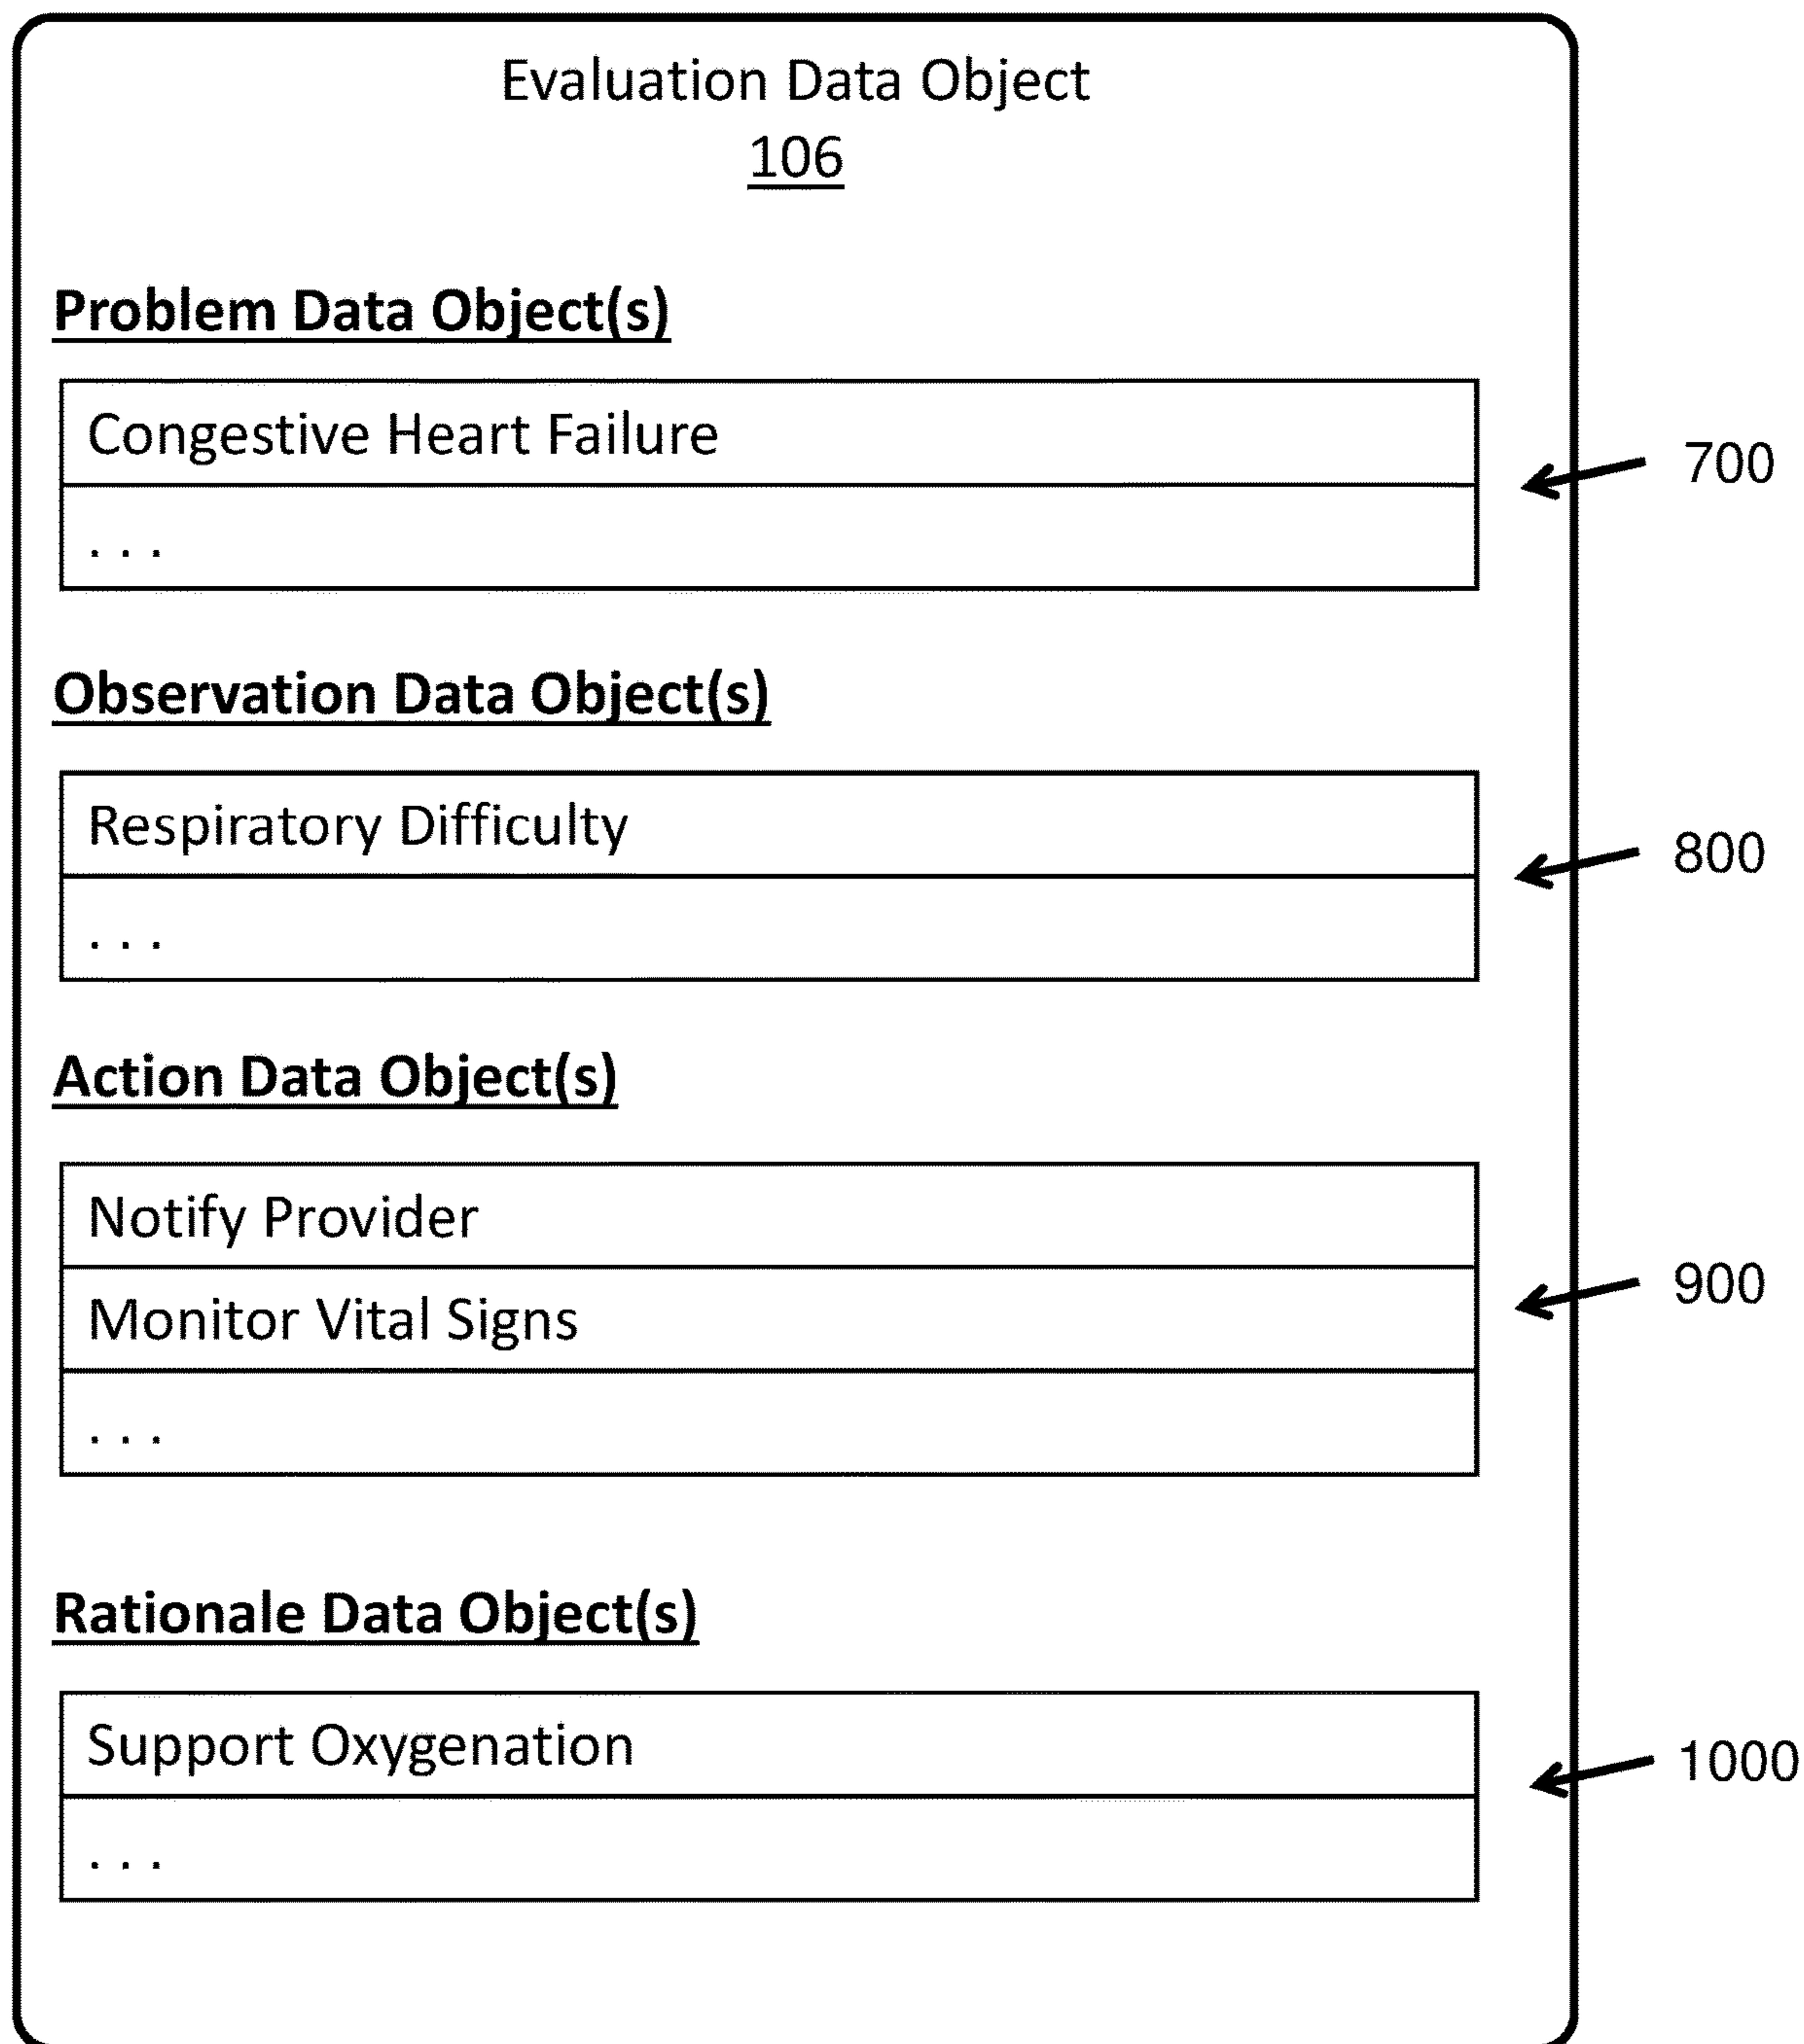 Evaluation Data Object
106
Problem Data Object(s)
Congestive Heart Failure
700
. . .
Observation Data Object(s)
Respiratory Difficulty
800
. . .
Action Data Object(s)
Notify Provider
900
Monitor Vital Signs
. . .
Rationale Data Object(s)
Support Oxygenation
1000
. . .